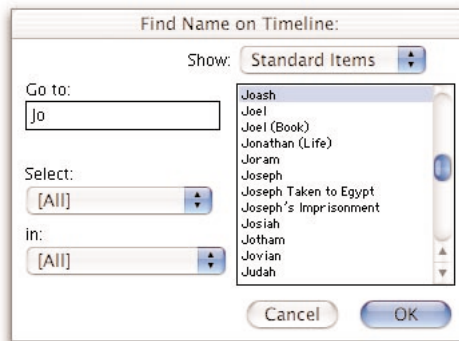 Find Name on Timeline:
Show: Standard Items
Go to:
Jo
Select:
[All]
in:
[All]
Joash
Joel
Joel (Book)
Jonathan (Life)
Joram
Joseph
Joseph Taken to Egypt
Joseph's Imprisonment
Josiah
Jotham
Jovian
Judah
Cancel OK